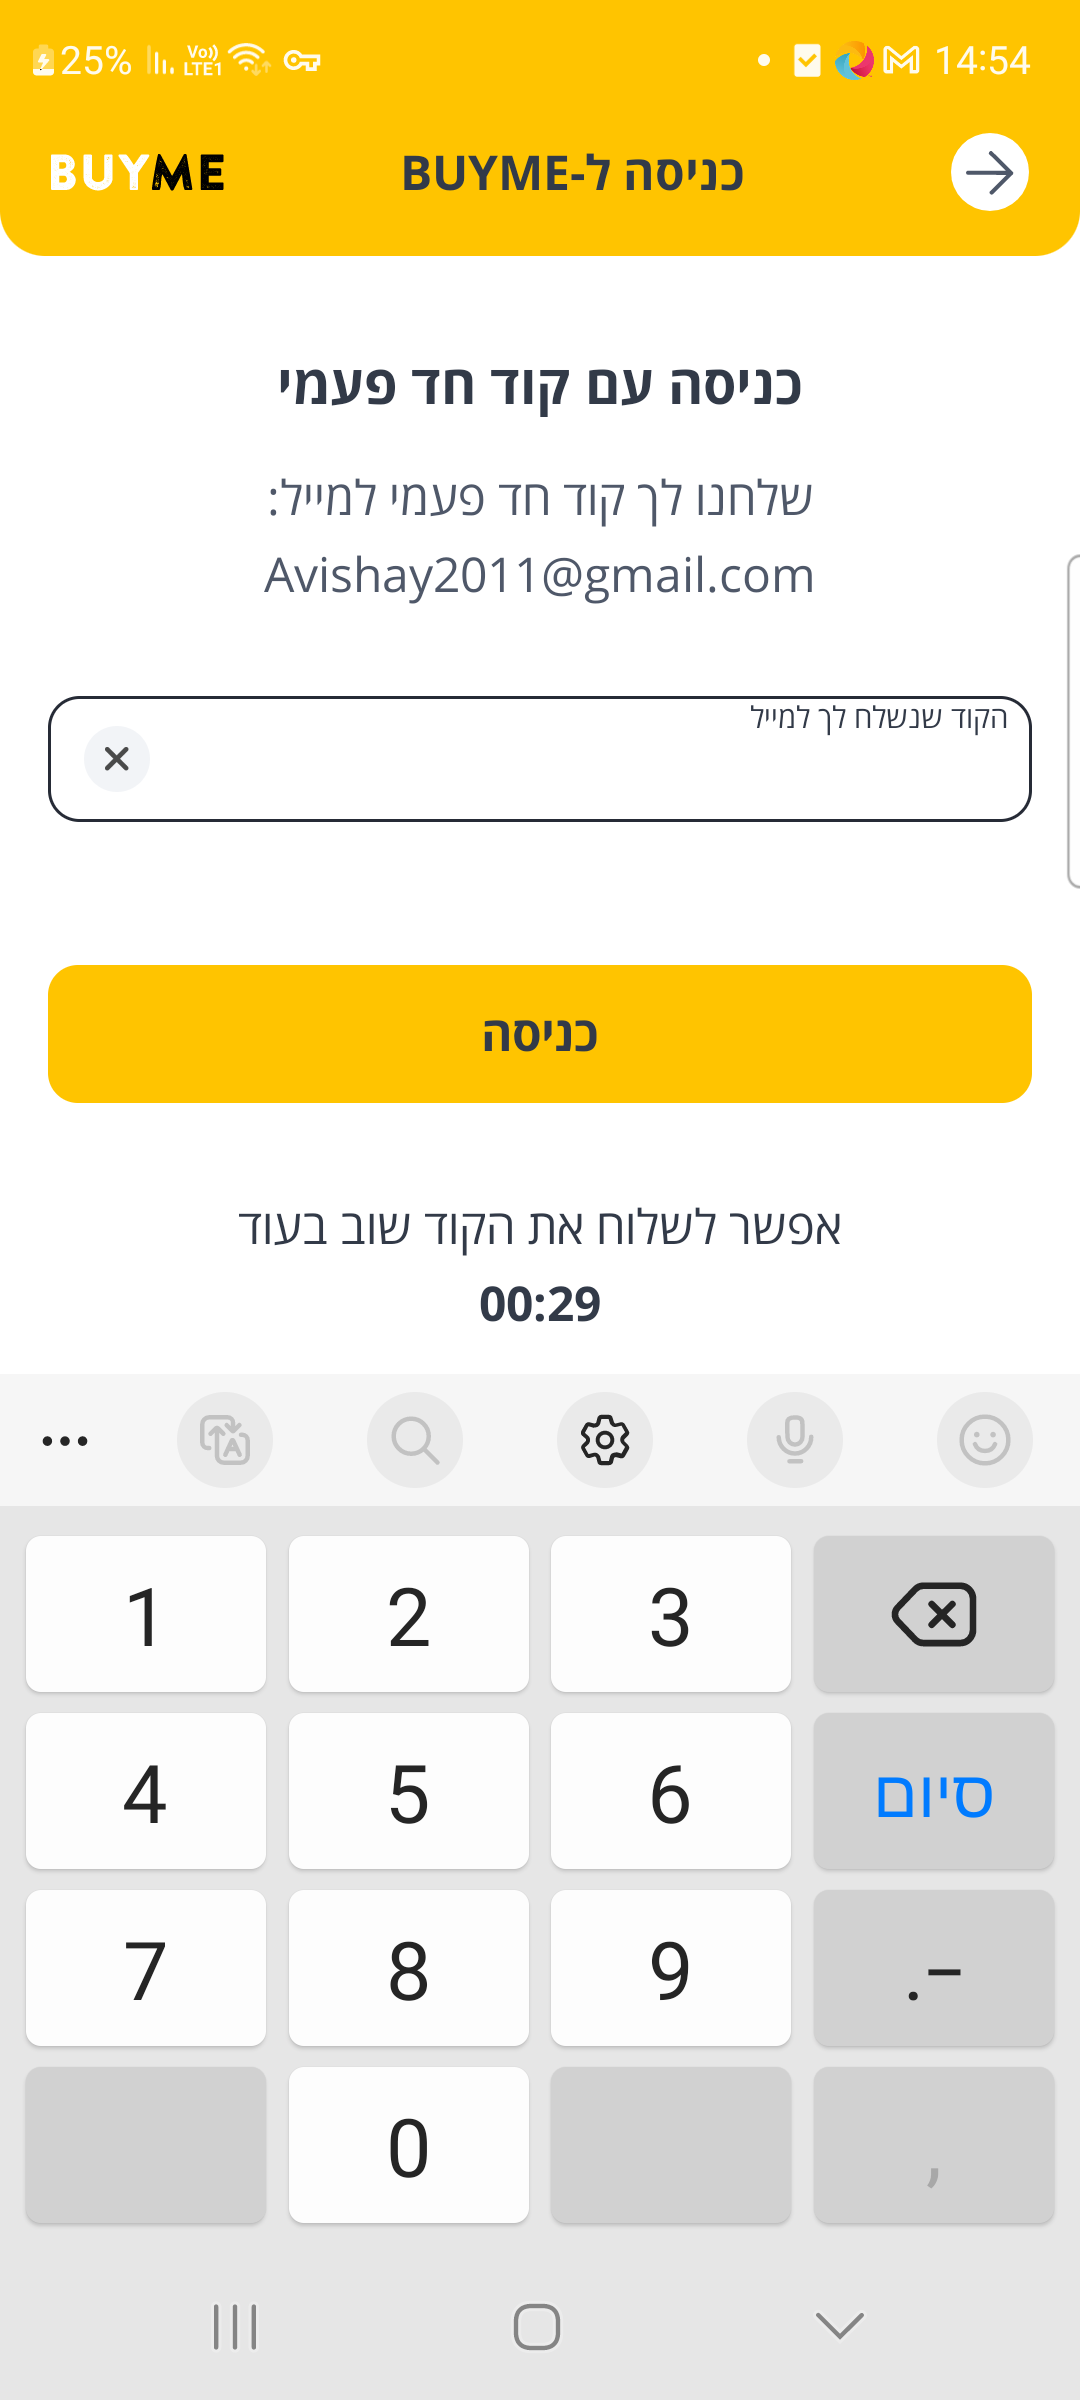 25% Vo)) LTE1 14:54
BUYME כניסה ל-BUYME
כניסה עם קוד חד פעמי
שלחנו לך קוד חד פעמי למייל:
Avishay2011@gmail.com
הקוד שנשלח לך למייל
כניסה
אפשר לשלוח את הקוד שוב בעוד
00:29
1 2 3
4 5 6 סיום
7 8 9 .-
0 ,